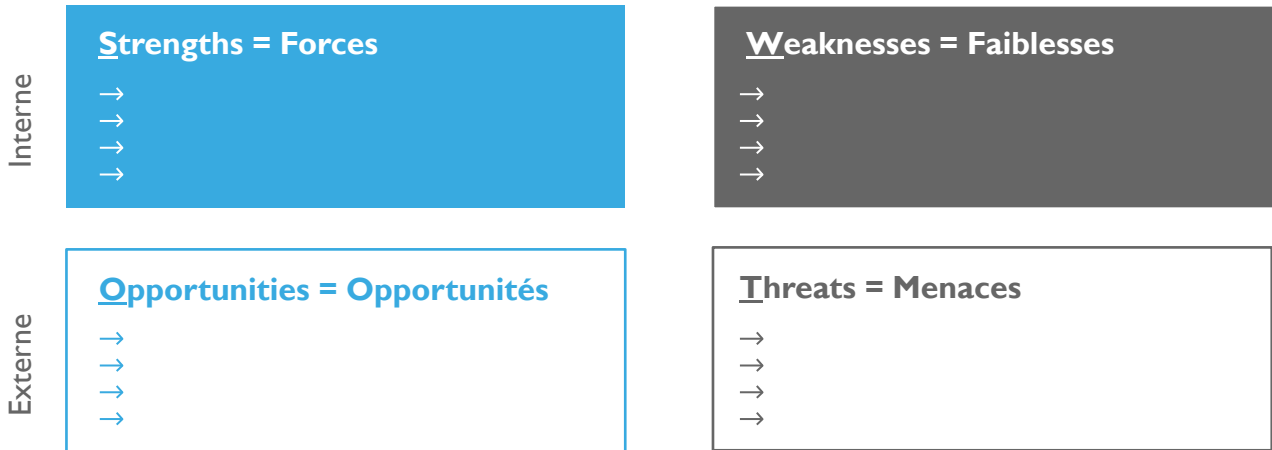 Interne
Strengths = Forces
→
→
→
→
Weaknesses = Faiblesses
→
→
→
→
Externe
Opportunities = Opportunités
→
→
→
→
Threats = Menaces
→
→
→
→